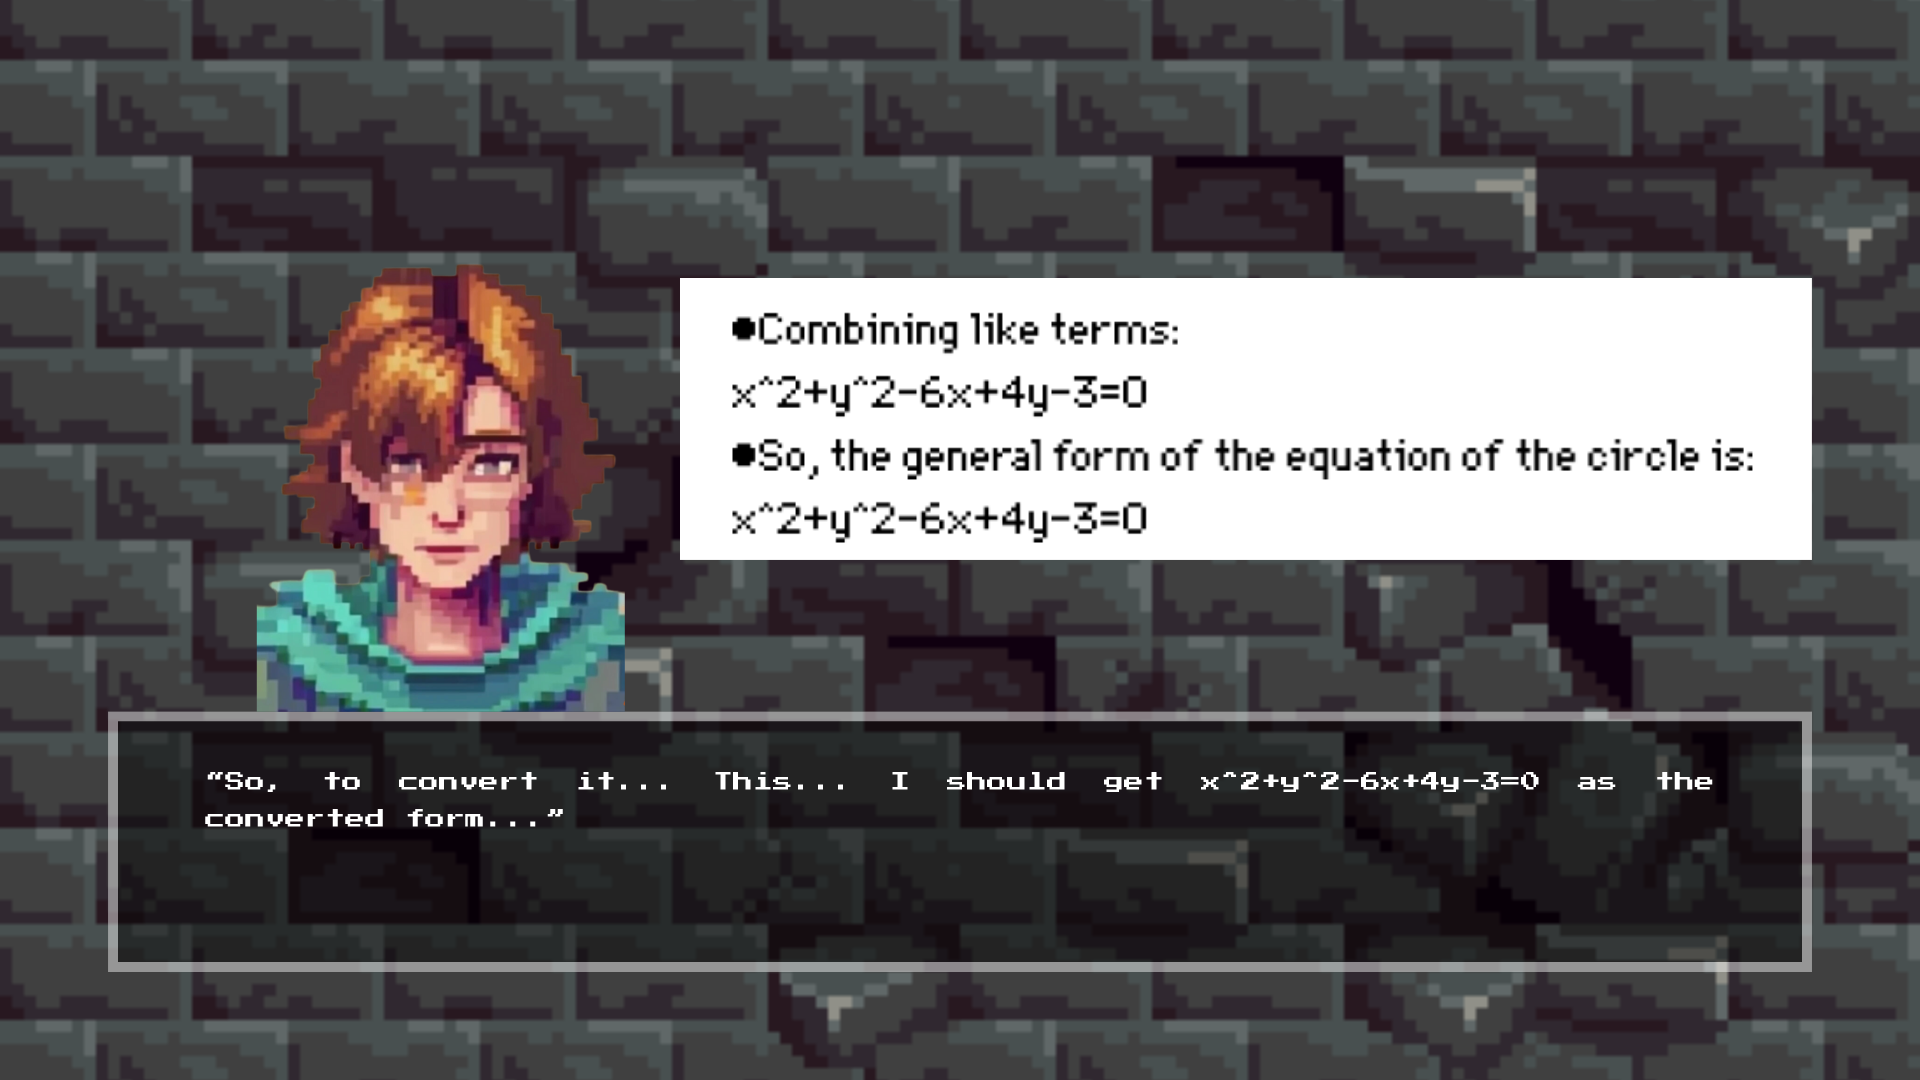 ●Combining like terms:
x^2+y^2-6x+4y-3=0
●So, the general form of the equation of the circle is:
x^2+y^2-6x+4y-3=0
“So, to convert it... This... I should get x^2+y^2-6x+4y-3=0 as the
converted form...”